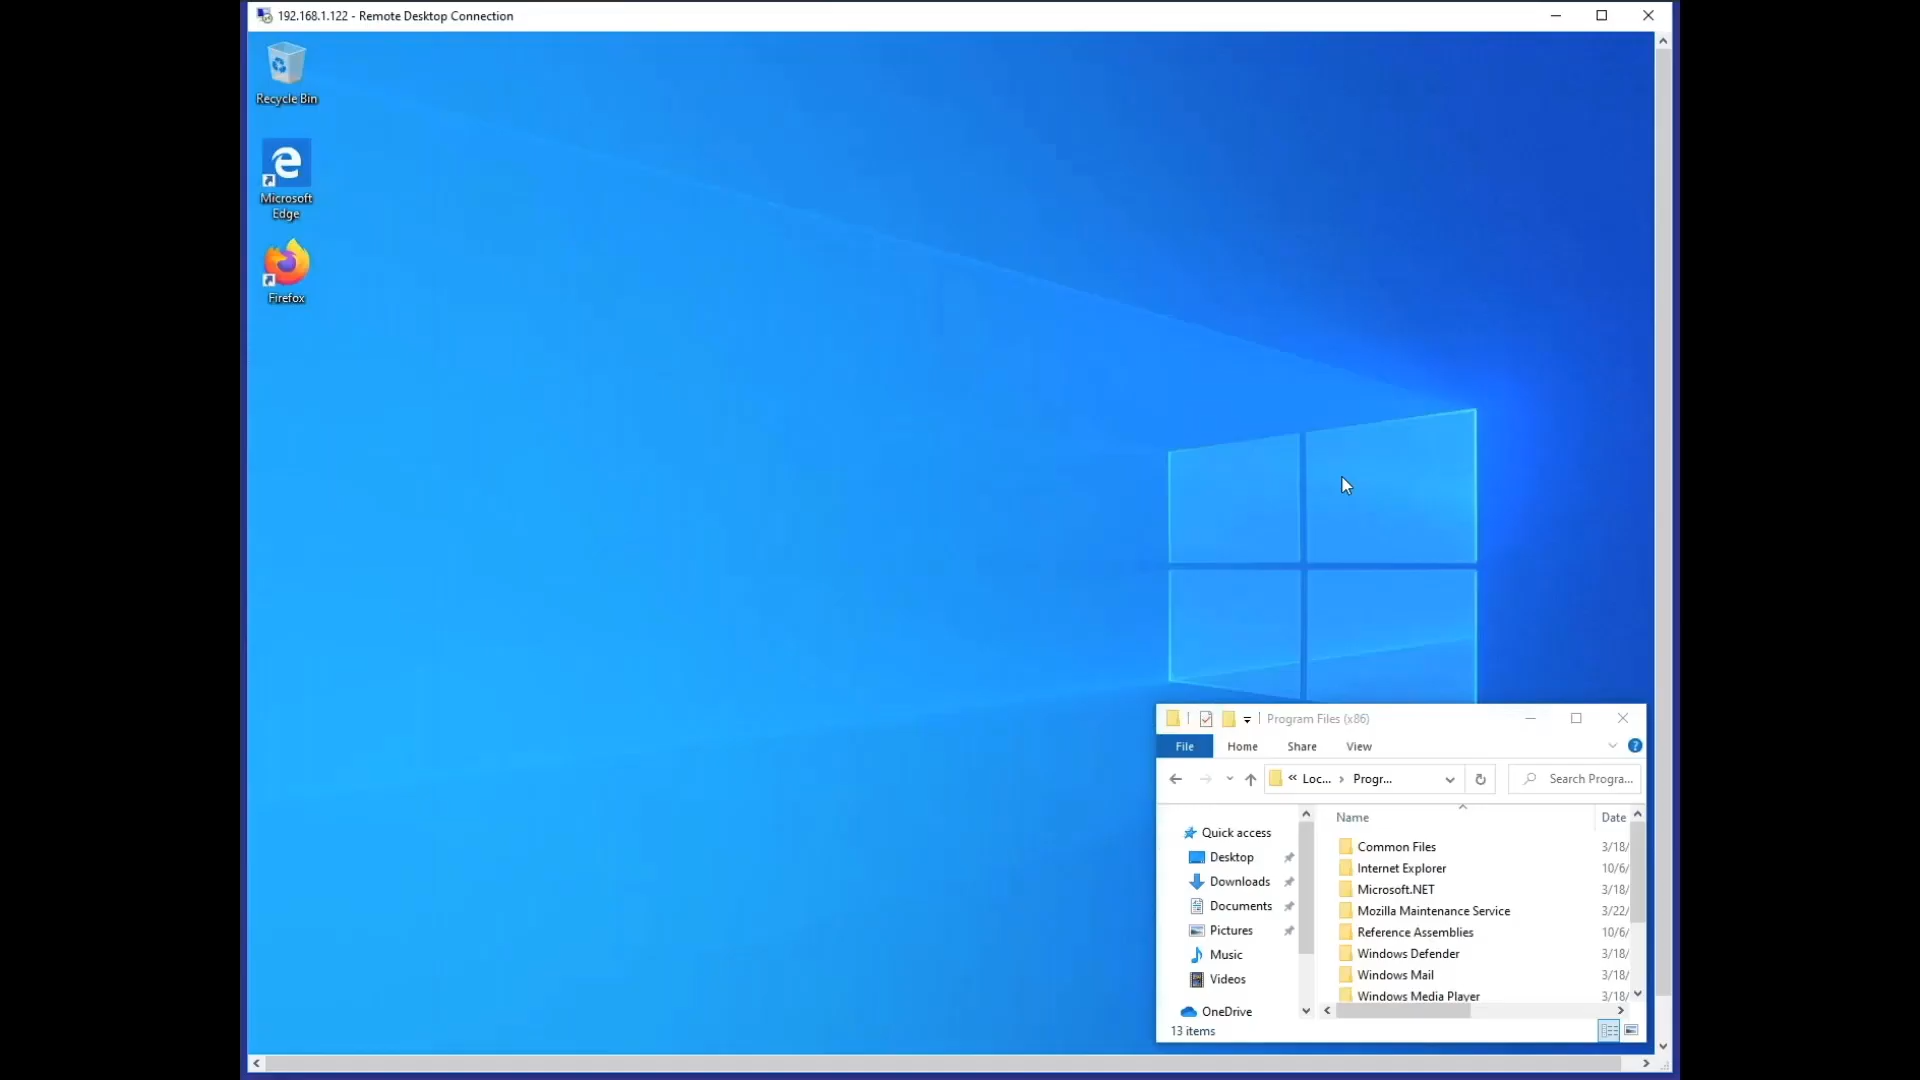 192.168.1.122 - Remote Desktop Connection
Recycle Bin
Microsoft
Edge
Firefox
Program Files (x86)
File Home Share View
« Loc... › Progr...
Search Progra...
Name Date
Quick access
Desktop
Downloads
Documents
Pictures
Music
Videos
OneDrive
Common Files 3/18/
Internet Explorer 10/6/
Microsoft.NET 3/18/
Mozilla Maintenance Service 3/22/
Reference Assemblies 10/6/
Windows Defender 3/18/
Windows Mail 3/18/
Windows Media Player 3/18/
13 items